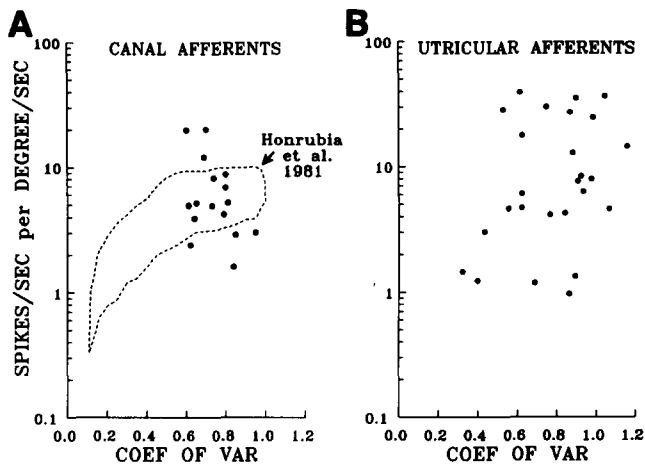 A
CANAL AFFERENTS
SPIKES/SEC per DEGREE/SEC
100
10
1
0.1
Honrubia
et al.
1981
0.0 0.2 0.4 0.6 0.8 1.0 1.2
COEF OF VAR
B
UTRICULAR AFFERENTS
100
10
1
0.1
0.0 0.2 0.4 0.6 0.8 1.0 1.2
COEF OF VAR